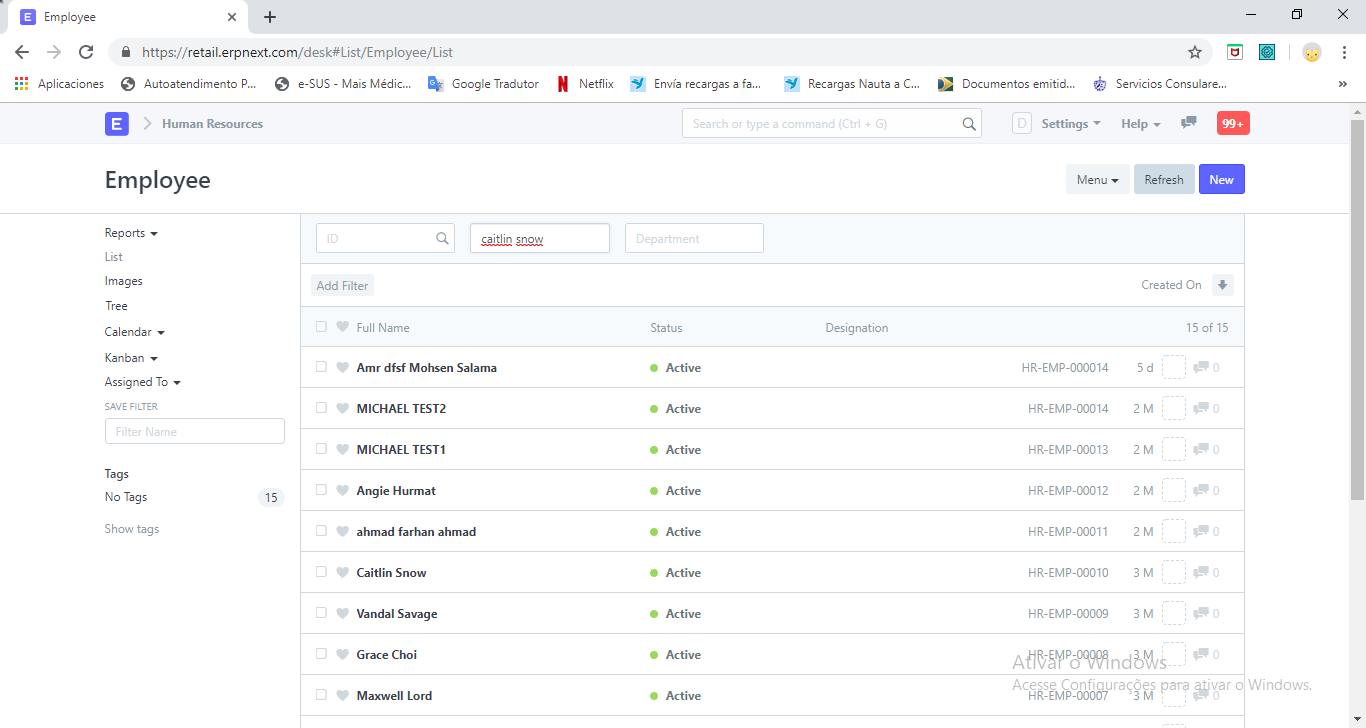 Employee
https://retail.erpnext.com/desk#List/Employee/List
Aplicaciones Autoatendimento P... e-SUS - Mais Médic... Google Tradutor Netflix Envía recargas a fa... Recargas Nauta a C... Documentos emitid... Servicios Consulare... »
E Human Resources Search or type a command (Ctrl + G) D Settings Help 99+
Employee Menu Refresh New
Reports
List
Images
Tree
Calendar
Kanban
Assigned To
SAVE FILTER
Filter Name
Tags
No Tags 15
Show tags
ID caitlin snow Department
Add Filter Created On
Full Name Status Designation 15 of 15
Amr dfsf Mohsen Salama Active HR-EMP-000014 5 d 0
MICHAEL TEST2 Active HR-EMP-00014 2 M 0
MICHAEL TEST1 Active HR-EMP-00013 2 M 0
Angie Hurmat Active HR-EMP-00012 2 M 0
ahmad farhan ahmad Active HR-EMP-00011 2 M 0
Caitlin Snow Active HR-EMP-00010 3 M 0
Vandal Savage Active HR-EMP-00009 3 M 0
Grace Choi Active HR-EMP-00008 3 M 0
Maxwell Lord Active HR-EMP-00007 3 M 0
Ativar o Windows
Acesse Configurações para ativar o Windows.